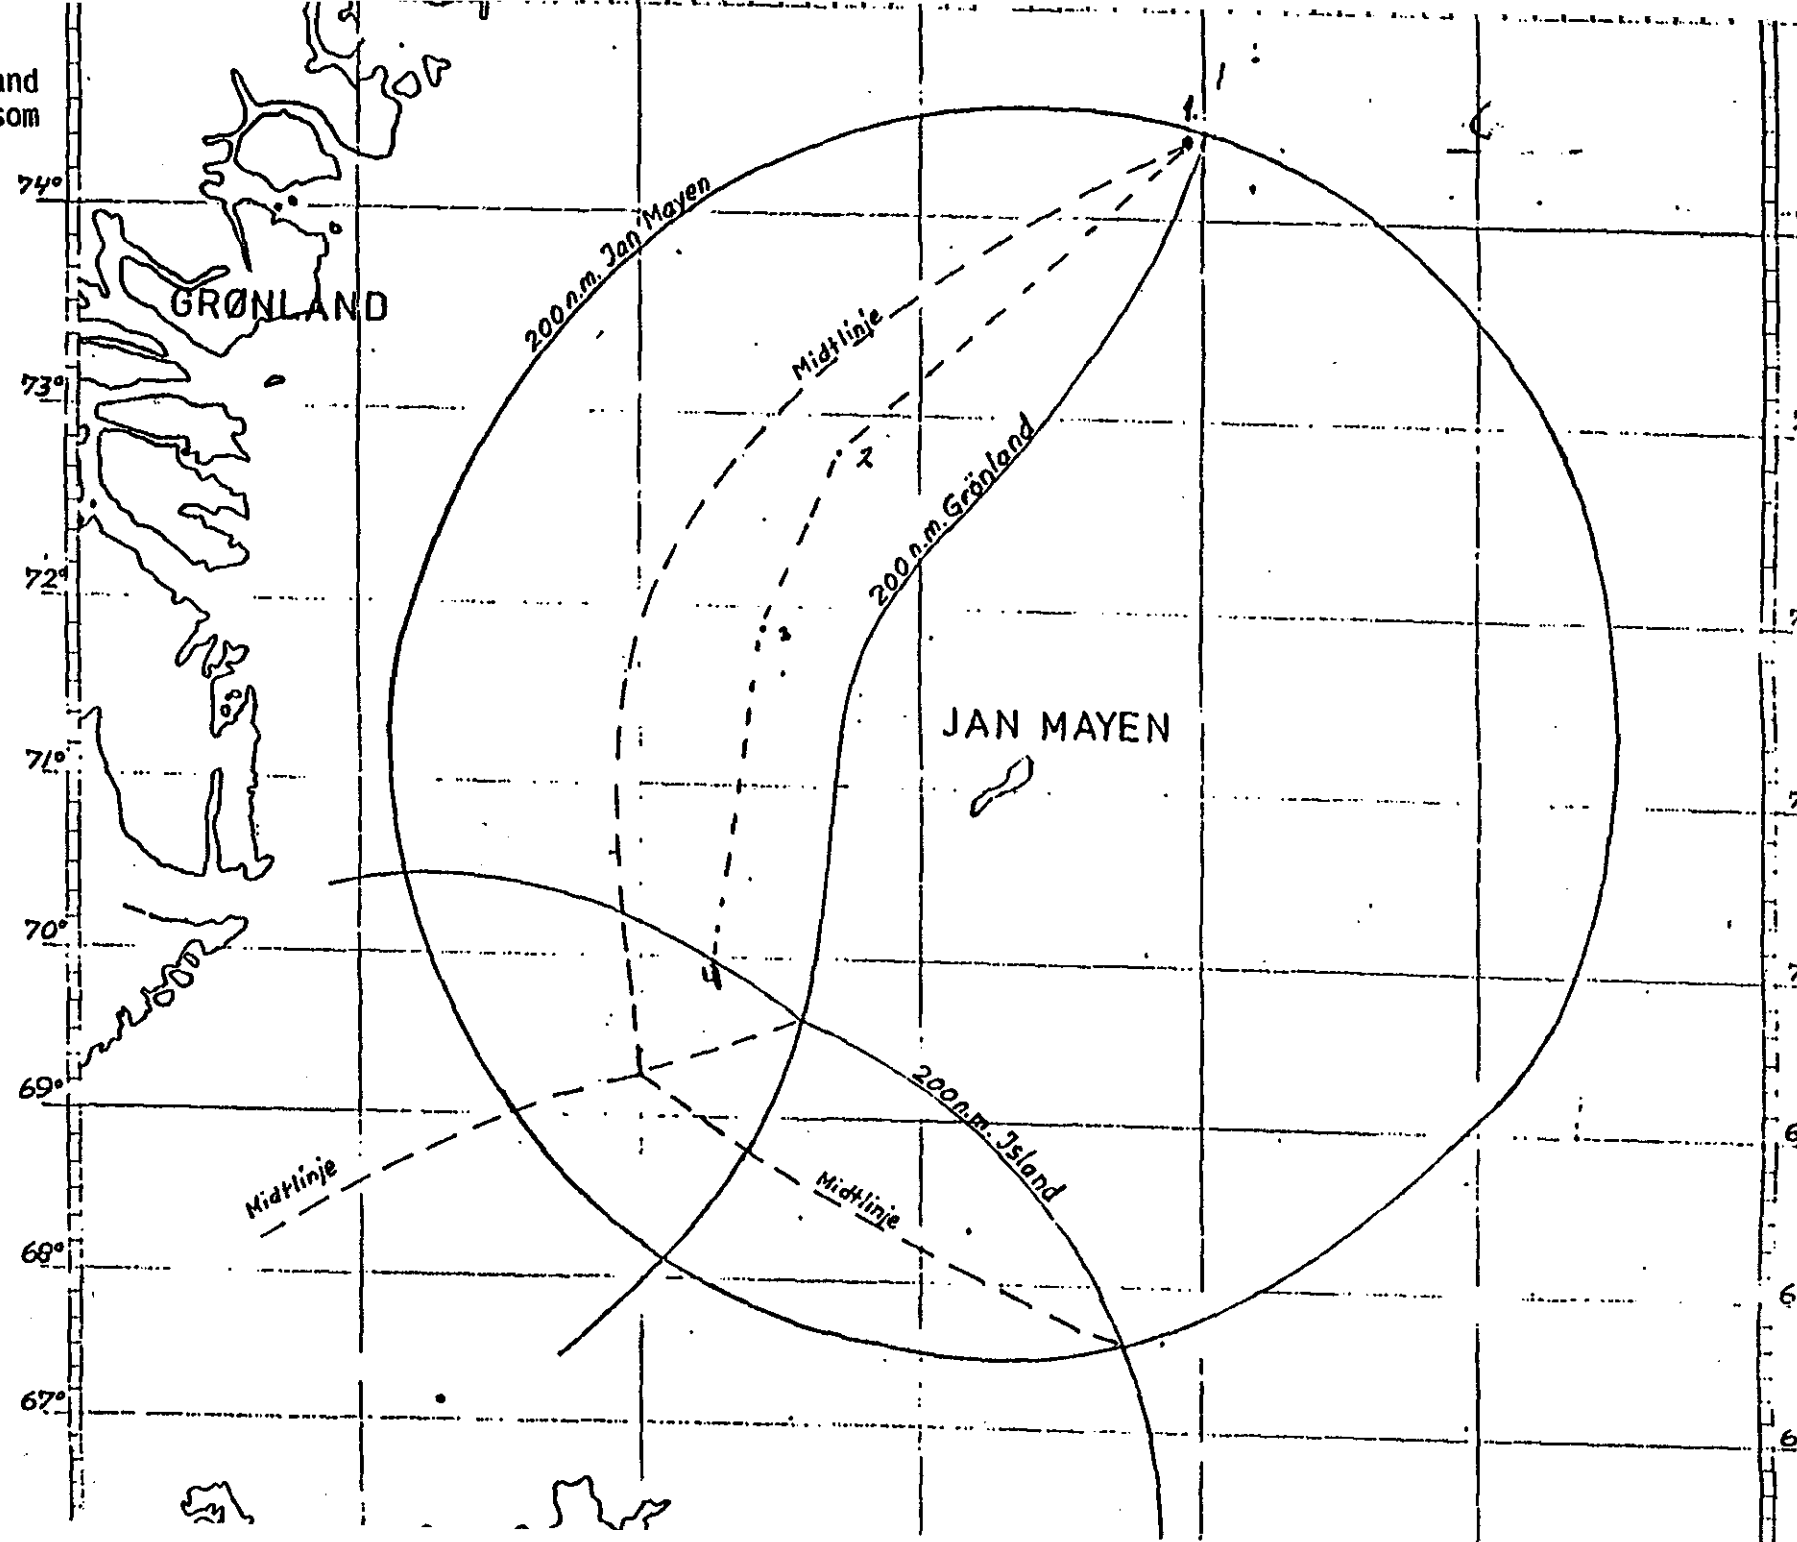 and
som
1
74°
200 n.m. Jan Mayen
GRØNLAND
Midtlinje
73°
2
200 n.m. Grönland
72°
3
JAN MAYEN
71°
70°
4
69°
200 n.m. Island
Midtlinje
Midtlinje
68°
67°